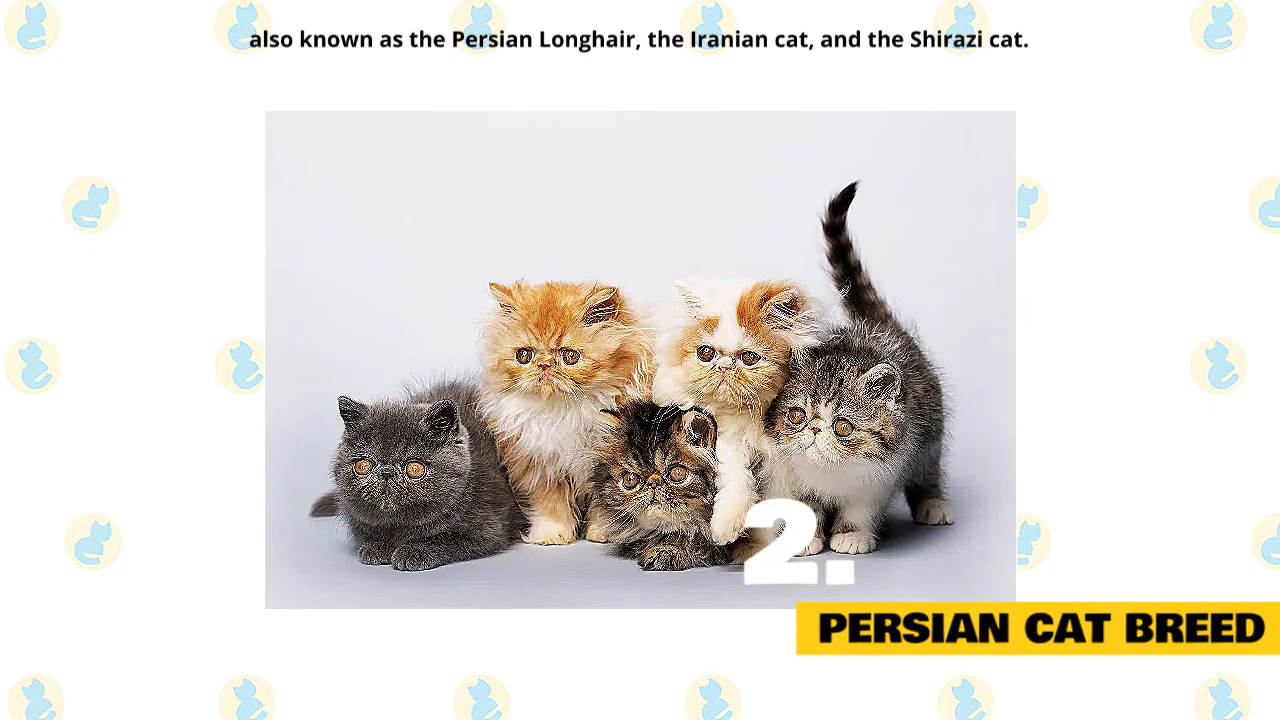 also known as the Persian Longhair, the Iranian cat, and the Shirazi cat.
2.
PERSIAN CAT BREED